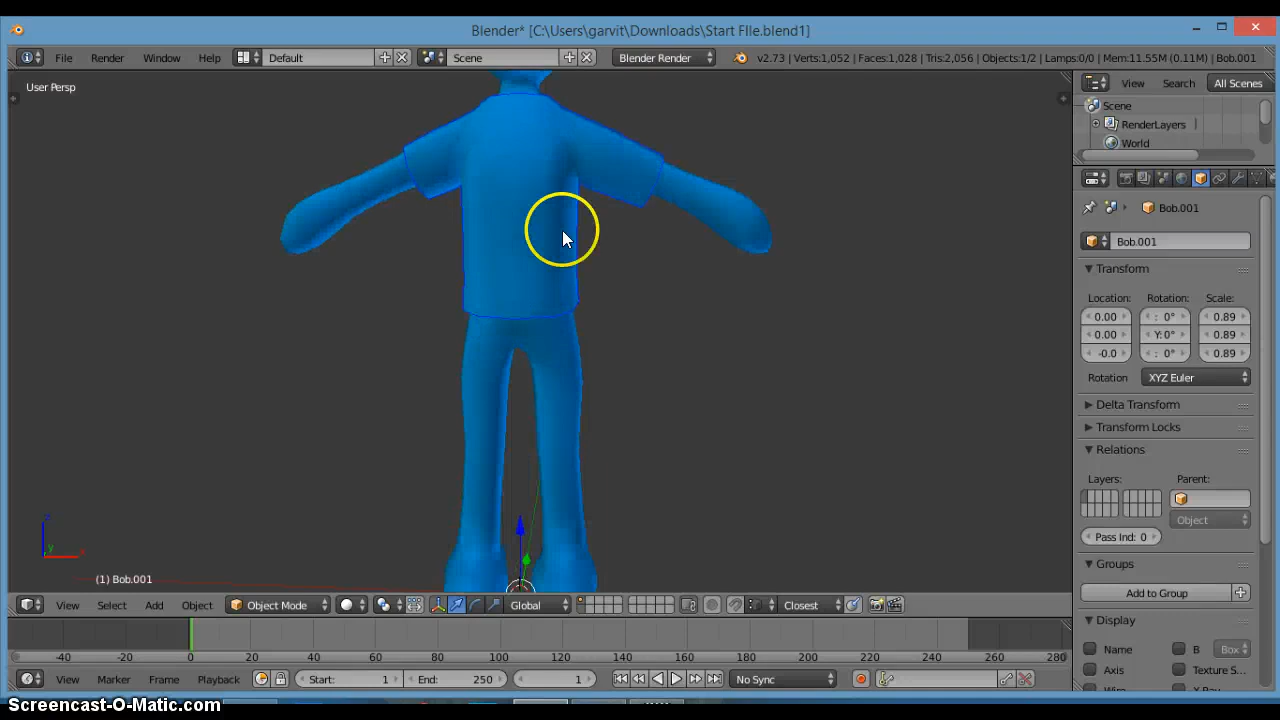 Blender* [C:\Users\garvit\Downloads\Start FIle.blend1]
File Render Window Help Default Scene Blender Render v2.73 | Verts:1,052 | Faces:1,028 | Tris:2,056 | Objects:1/2 | Lamps:0/0 | Mem:11.55M (0.11M) | Bob.001
User Persp
View Search All Scenes
Scene
RenderLayers
World
Bob.001
Bob.001
Transform
Location: Rotation: Scale:
0.00 : 0° 0.89
0.00 Y: 0° 0.89
-0.0 : 0° 0.89
Rotation XYZ Euler
Delta Transform
Transform Locks
Relations
Layers: Parent:
Object
Pass Ind: 0
Groups
Add to Group
Display
Name B Box
Axis Texture S...
z
y x
(1) Bob.001
View Select Add Object Object Mode Global Closest
-40 -20 0 20 40 60 80 100 120 140 160 180 200 220 240 260 280
View Marker Frame Playback Start: 1 End: 250 1 No Sync
Screencast-O-Matic.com